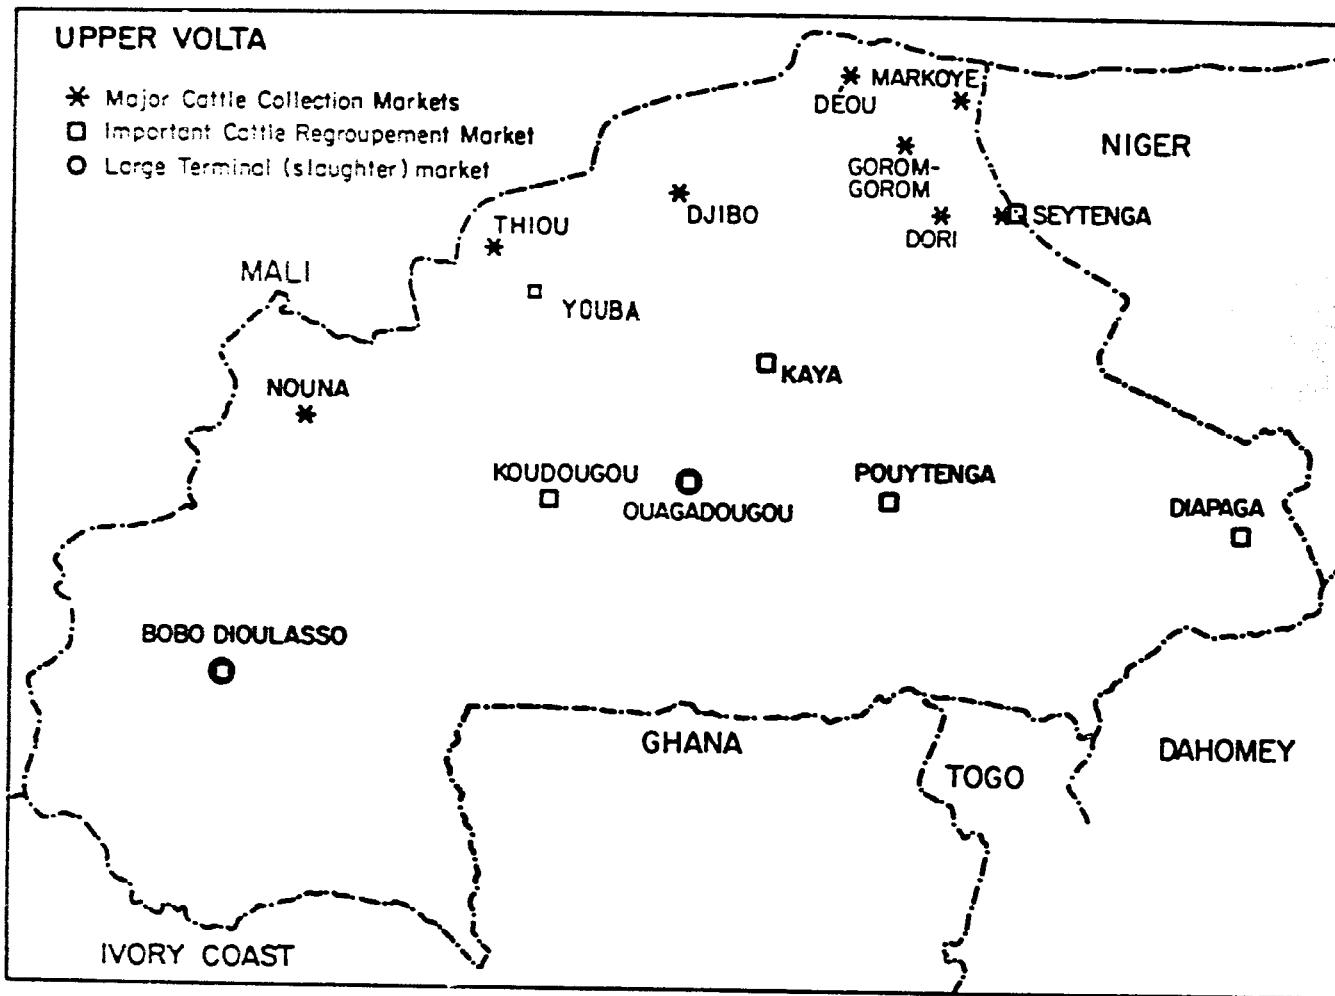 UPPER VOLTA
Major Cattle Collection Markets
Important Cattle Regroupement Market
Large Terminal (slaughter) market
MARKOYE
DEOU
NIGER
GOROM-
GOROM
DJIBO
SEYTENGA
THIOU
DORI
MALI
YOUBA
KAYA
NOUNA
KOUDOUGOU
POUYTENGA
OUAGADOUGOU
DIAPAGA
BOBO DIOULASSO
GHANA
DAHOMEY
TOGO
IVORY COAST